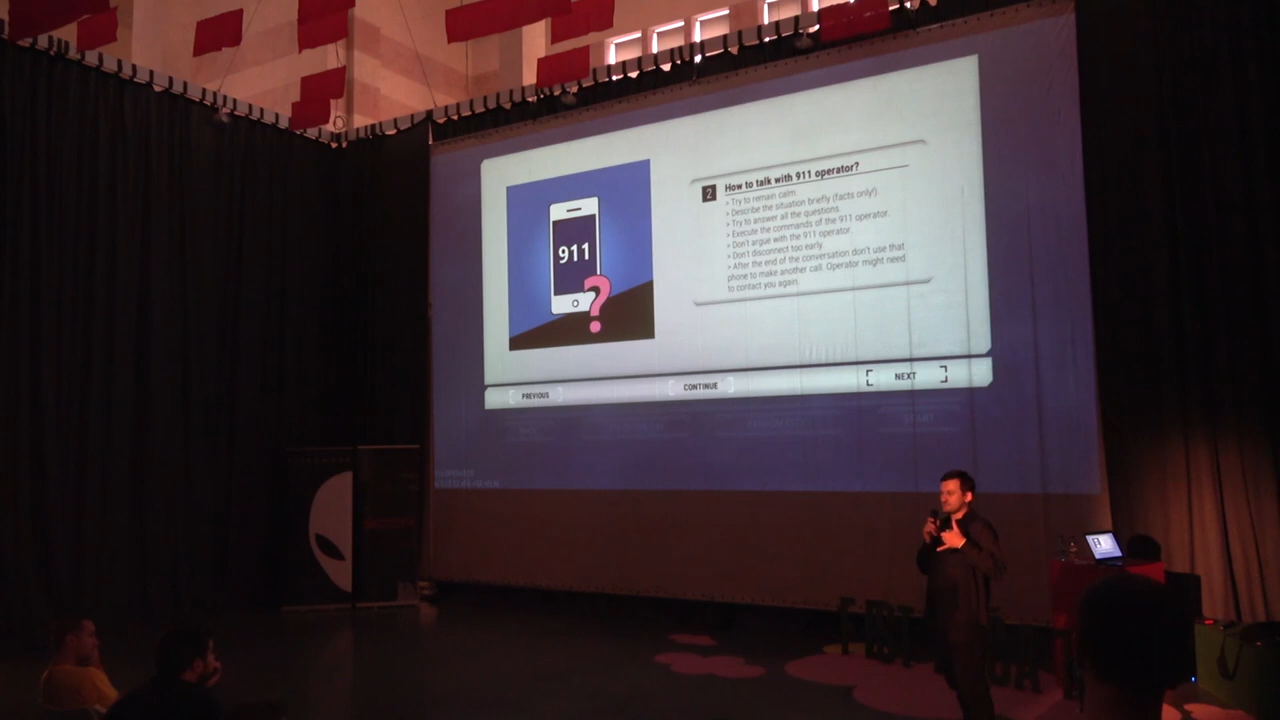 911
2 How to talk with 911 operator?
> Try to remain calm.
> Describe the situation briefly (facts only!).
> Try to answer all the questions.
> Execute the commands of the 911 operator.
> Don't argue with the 911 operator.
> Don't disconnect too early.
> After the end of the conversation don't use that
phone to make another call. Operator might need
to contact you again.
PREVIOUS
CONTINUE
NEXT
START